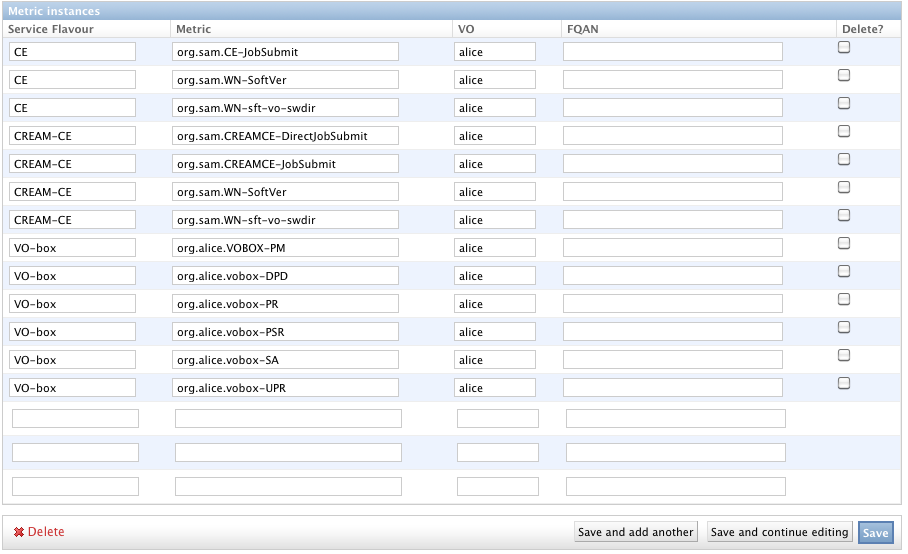 Metric instances
Service Flavour Metric VO FQAN Delete?
CE org.sam.CE-JobSubmit alice
CE org.sam.WN-SoftVer alice
CE org.sam.WN-sft-vo-swdir alice
CREAM-CE org.sam.CREAMCE-DirectJobSubmit alice
CREAM-CE org.sam.CREAMCE-JobSubmit alice
CREAM-CE org.sam.WN-SoftVer alice
CREAM-CE org.sam.WN-sft-vo-swdir alice
VO-box org.alice.VOBOX-PM alice
VO-box org.alice.vobox-DPD alice
VO-box org.alice.vobox-PR alice
VO-box org.alice.vobox-PSR alice
VO-box org.alice.vobox-SA alice
VO-box org.alice.vobox-UPR alice
Delete Save and add another Save and continue editing Save